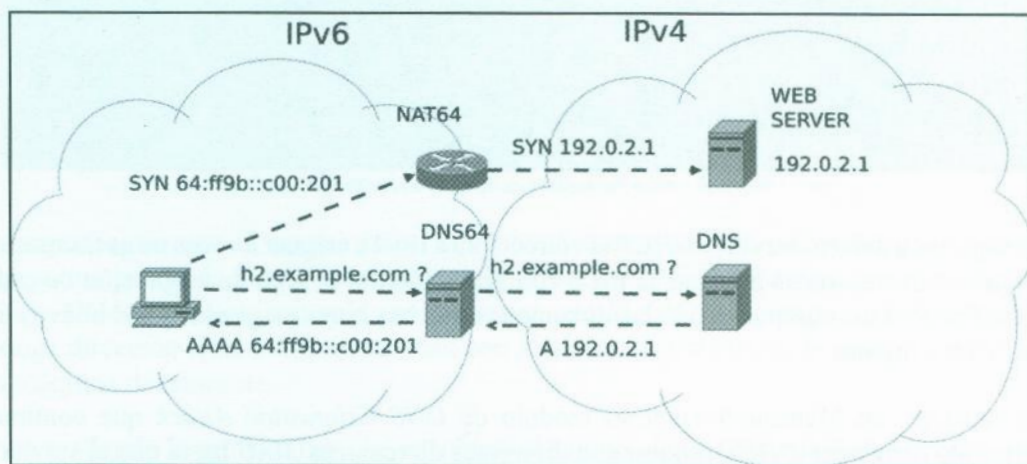 IPv6
IPv4
NAT64
WEB
SERVER
SYN 192.0.2.1
192.0.2.1
SYN 64:ff9b::c00:201
DNS64
DNS
h2.example.com ?
h2.example.com ?
AAAA 64:ff9b::c00:201
A 192.0.2.1